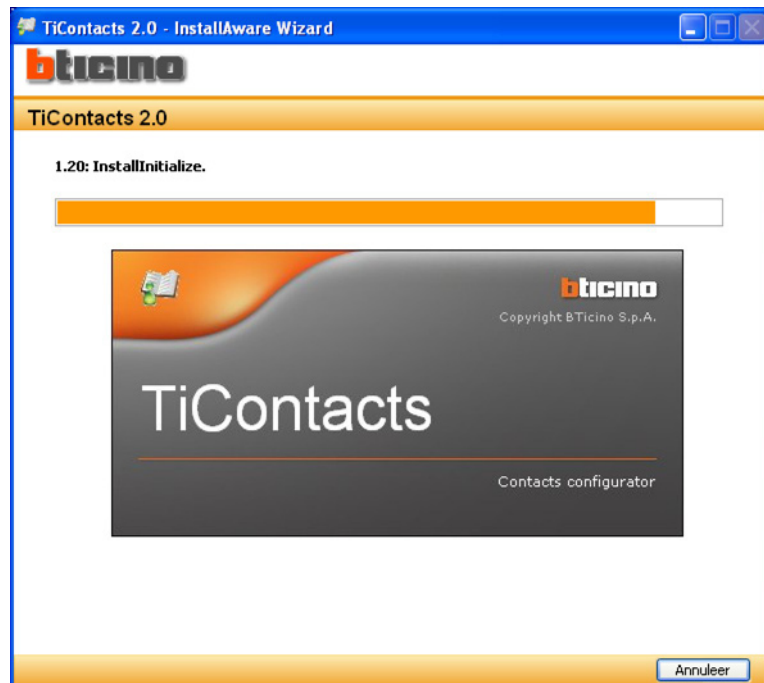 TiContacts 2.0 - InstallAware Wizard
bticino
TiContacts 2.0
1.20: InstallInitialize.
bticino
Copyright BTicino S.p.A.
TiContacts
Contacts configurator
Annuleer